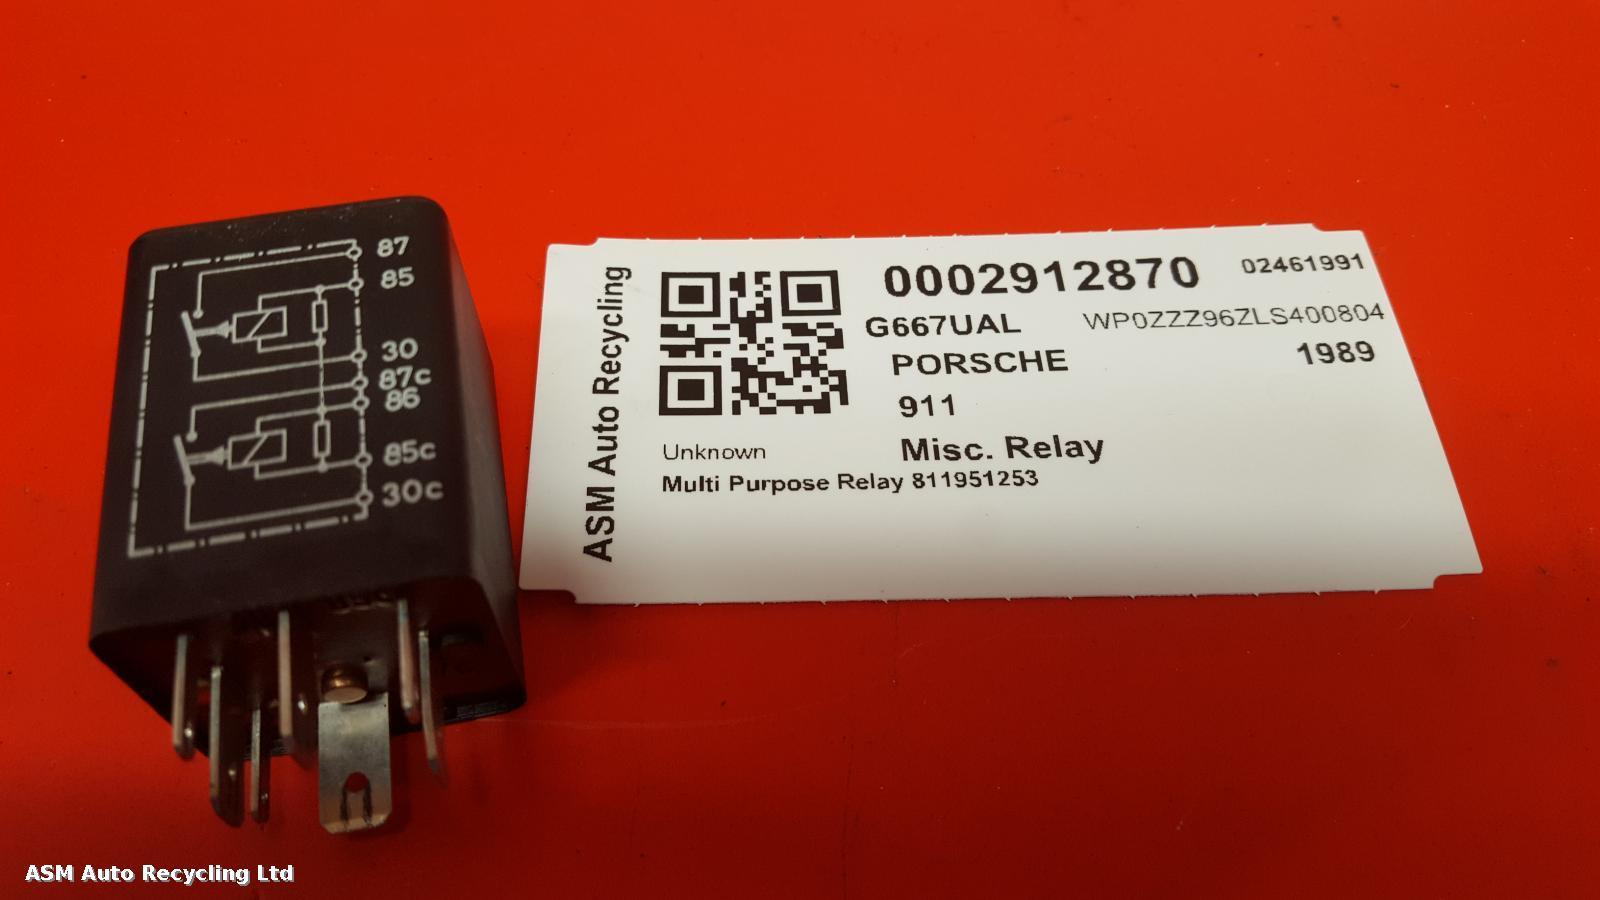 87
85
30
87c
86
85c
30c
ASM Auto Recycling
0002912870 02461991
G667UAL WP0ZZZ96ZLS400804
PORSCHE 1989
911
Unknown Misc. Relay
Multi Purpose Relay 811951253
ASM Auto Recycling Ltd